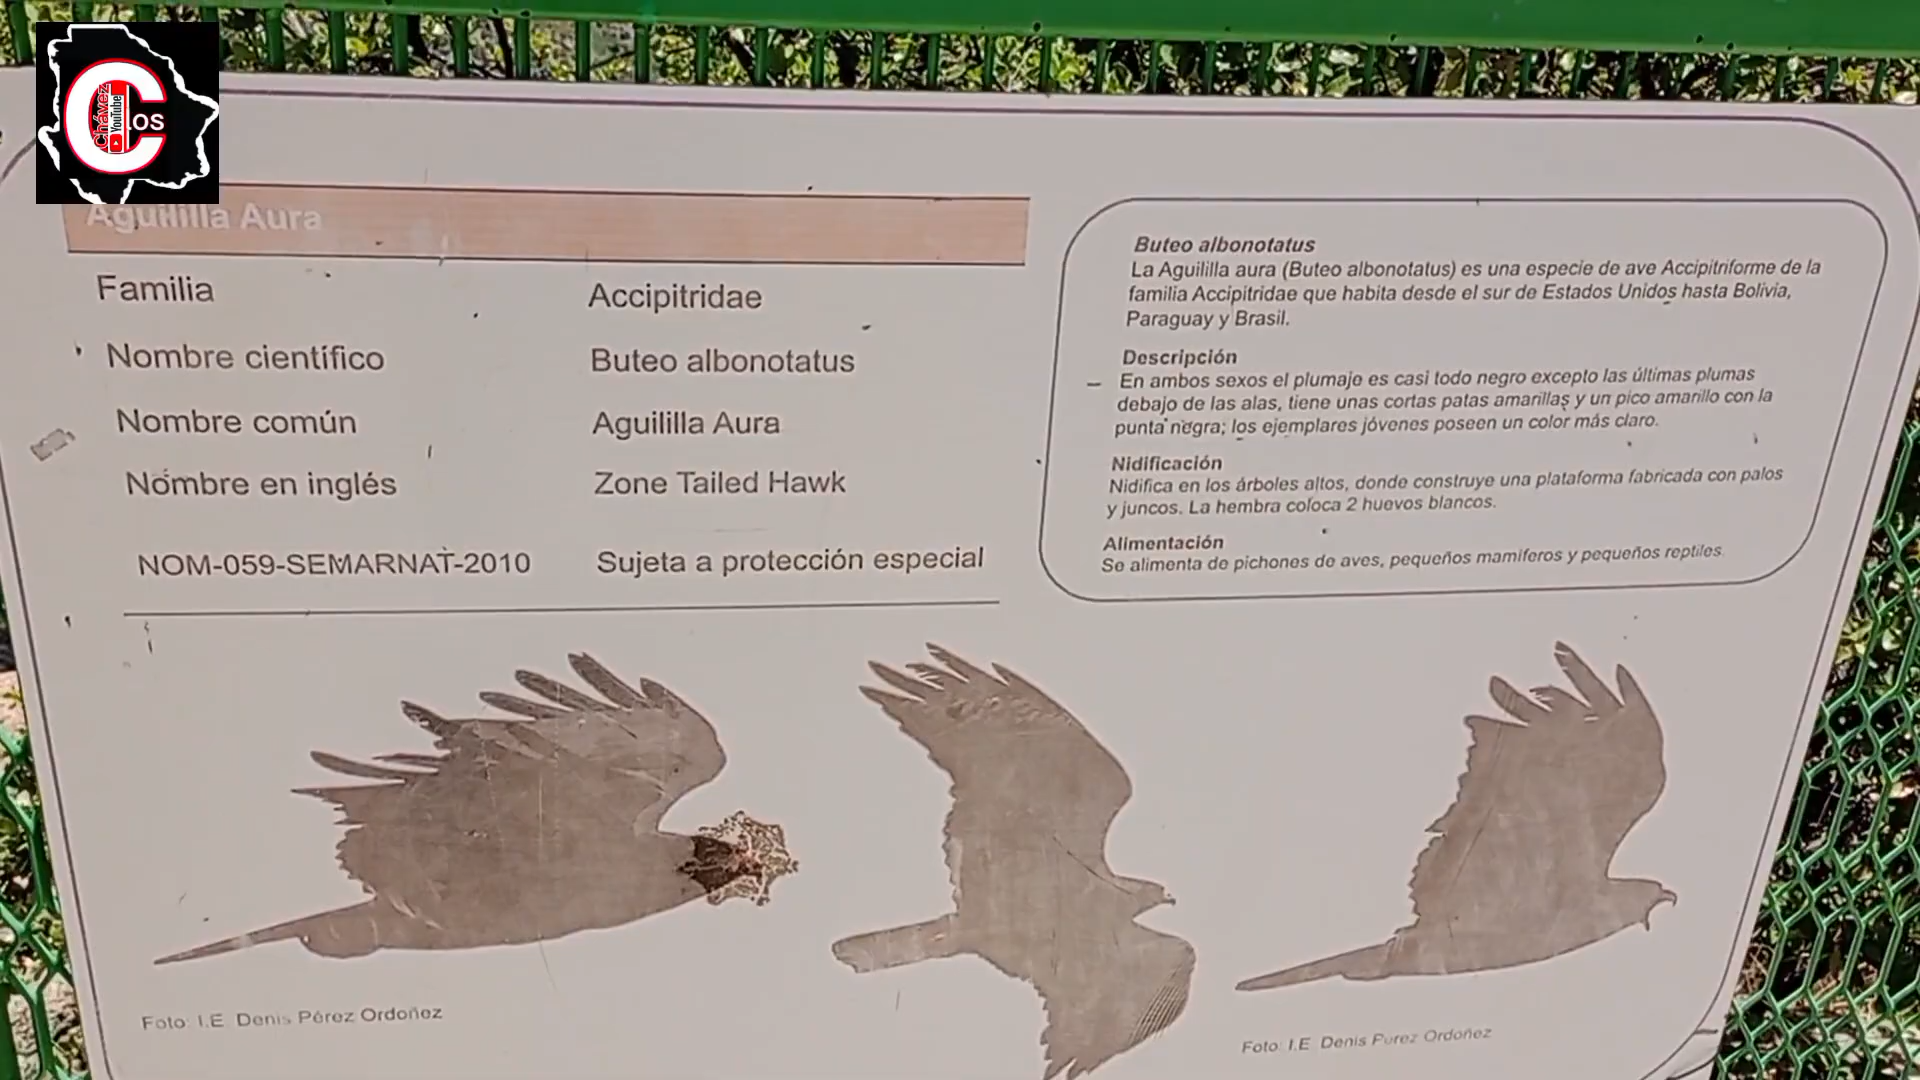 Chávez
YouTube
los
Aguililla Aura
Familia Accipitridae
Nombre científico Buteo albonotatus
Nombre común Aguililla Aura
Nombre en inglés Zone Tailed Hawk
NOM-059-SEMARNAT-2010 Sujeta a protección especial
Buteo albonotatus
La Aguililla aura (Buteo albonotatus) es una especie de ave Accipitriforme de la
familia Accipitridae que habita desde el sur de Estados Unidos hasta Bolivia,
Paraguay y Brasil.
Descripción
En ambos sexos el plumaje es casi todo negro excepto las últimas plumas
debajo de las alas, tiene unas cortas patas amarillas y un pico amarillo con la
punta negra; los ejemplares jóvenes poseen un color más claro.
Nidificación
Nidifica en los árboles altos, donde construye una plataforma fabricada con palos
y juncos. La hembra coloca 2 huevos blancos.
Alimentación
Se alimenta de pichones de aves, pequeños mamíferos y pequeños reptiles.
Foto: I.E. Denis Pérez Ordoñez
Foto: I.E. Denis Perez Ordoñez